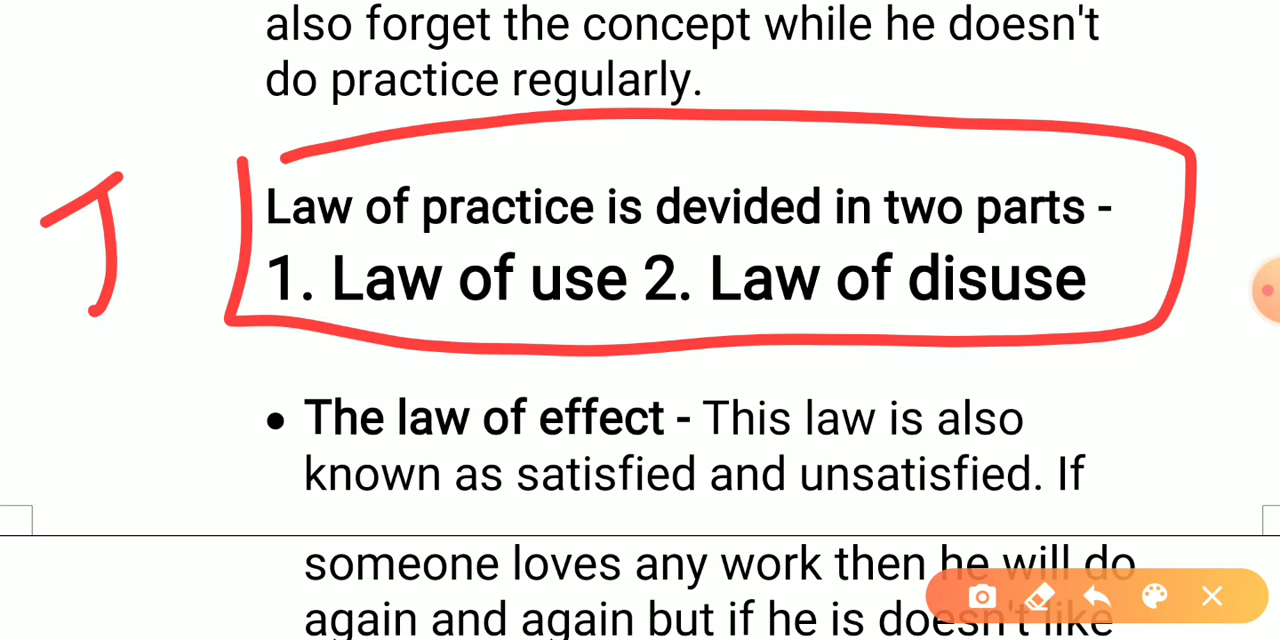 also forget the concept while he doesn't
do practice regularly.
Law of practice is devided in two parts -
1. Law of use 2. Law of disuse
• The law of effect - This law is also
known as satisfied and unsatisfied. If
someone loves any work then he will do
again and again but if he is doesn't like